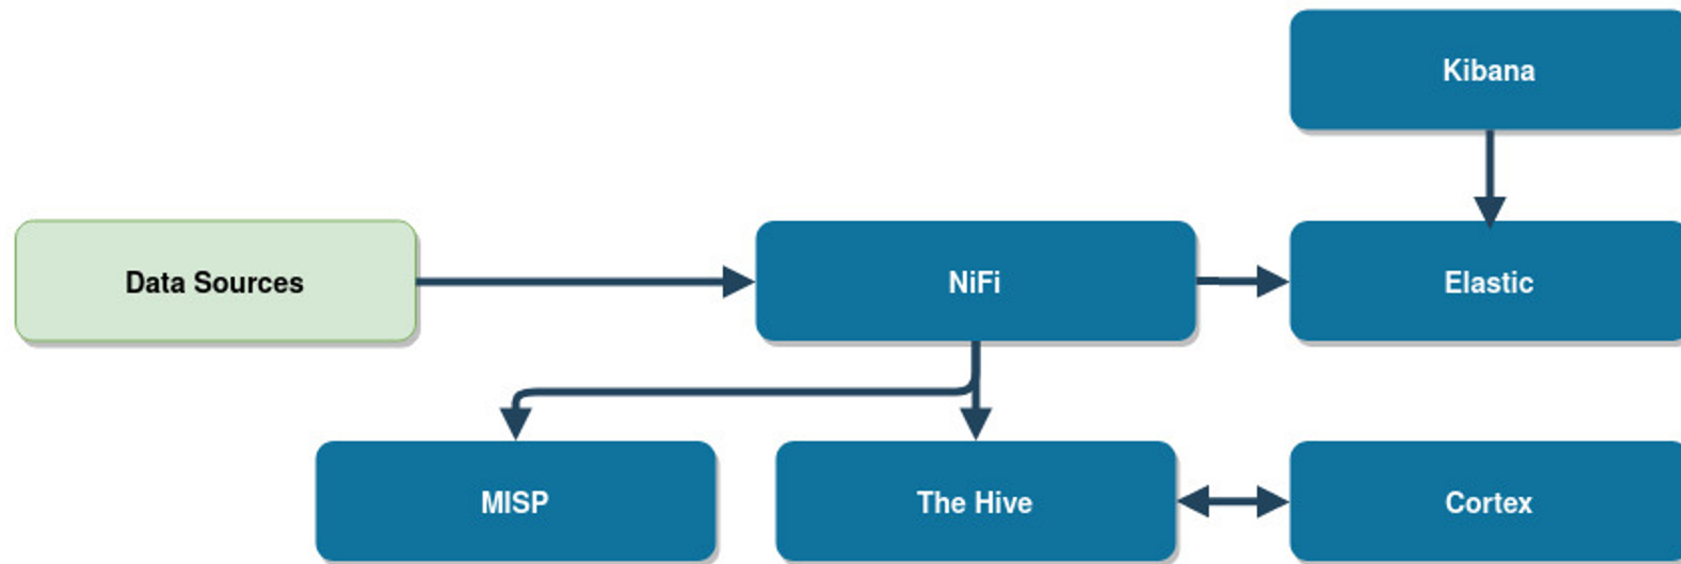 Kibana
Data Sources
NiFi
Elastic
MISP
The Hive
Cortex